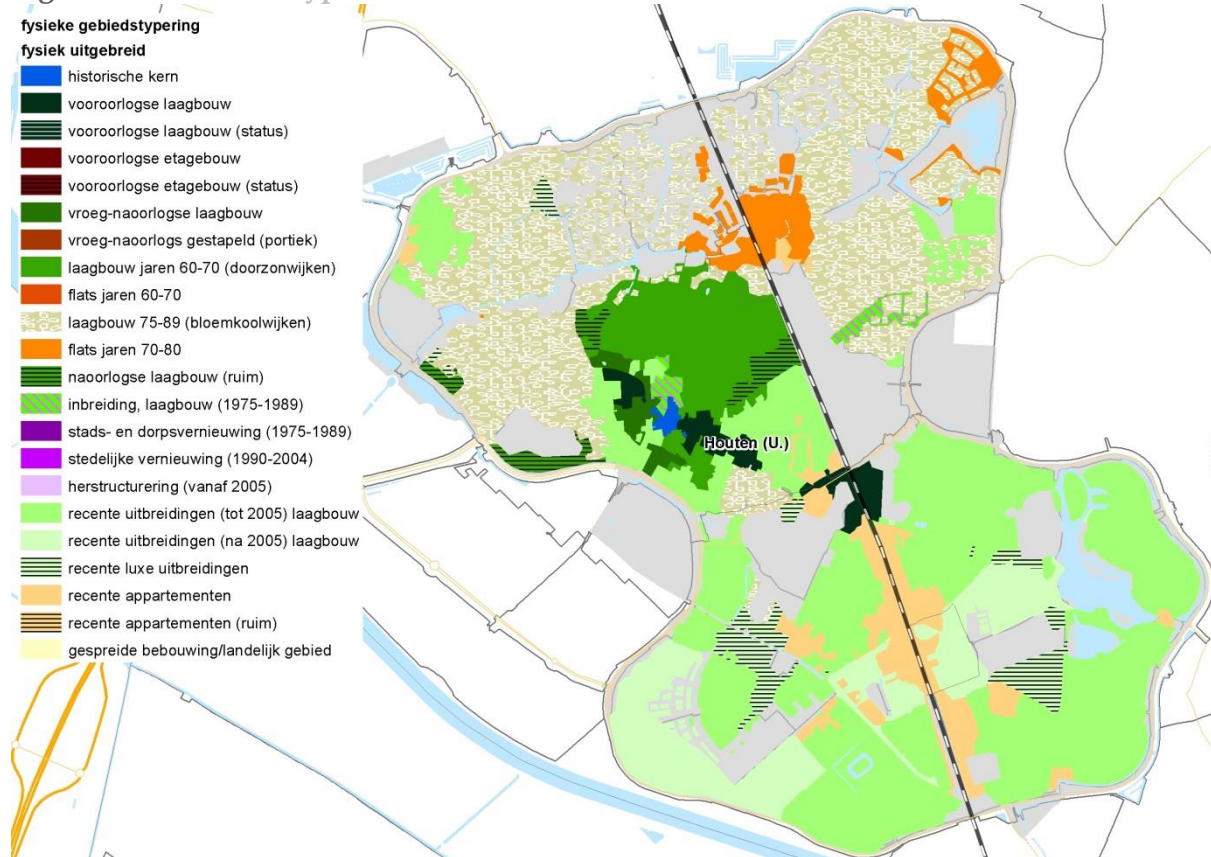 fysieke gebiedstypering
fysiek uitgebreid
historische kern
vooroorlogse laagbouw
vooroorlogse laagbouw (status)
vooroorlogse etagebouw
vooroorlogse etagebouw (status)
vroeg-naoorlogse laagbouw
vroeg-naoorlogs gestapeld (portiek)
laagbouw jaren 60-70 (doorzonwijken)
flats jaren 60-70
laagbouw 75-89 (bloemkoolwijken)
flats jaren 70-80
naoorlogse laagbouw (ruim)
inbreiding, laagbouw (1975-1989)
stads- en dorpsvernieuwing (1975-1989)
stedelijke vernieuwing (1990-2004)
herstructurering (vanaf 2005)
recente uitbreidingen (tot 2005) laagbouw
recente uitbreidingen (na 2005) laagbouw
recente luxe uitbreidingen
recente appartementen
recente appartementen (ruim)
gespreide bebouwing/landelijk gebied
Houten (U.)